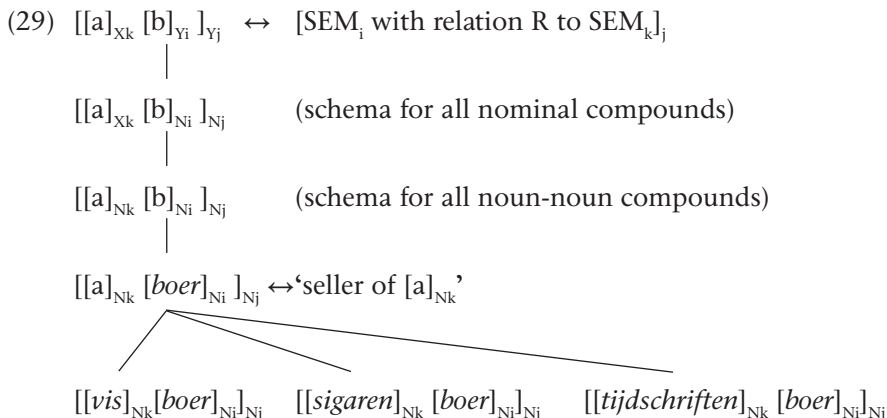 (29) [[a]Xk [b]Yi ]Yj ↔ [SEMi with relation R to SEMk]j
[[a]Xk [b]Ni ]Nj (schema for all nominal compounds)
[[a]Nk [b]Ni ]Nj (schema for all noun-noun compounds)
[[a]Nk [boer]Ni ]Nj ↔‘seller of [a]Nk’
[[vis]Nk[boer]Ni]Nj [[sigaren]Nk [boer]Ni]Nj [[tijdschriften]Nk [boer]Ni]Nj